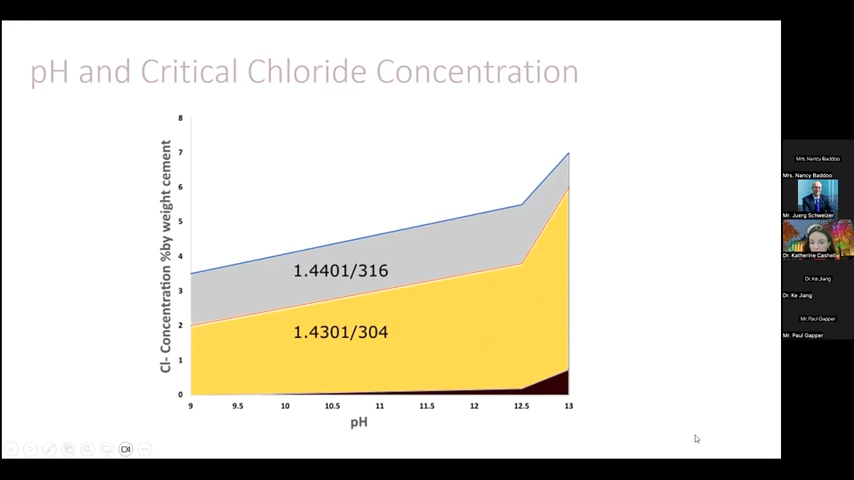 pH and Critical Chloride Concentration
Cl- Concentration %by weight cement
8
7
6
5
4
3
2
1
0
1.4401/316
1.4301/304
9
9.5
10
10.5
11
11.5
12
12.5
13
pH
Mrs. Nancy Baddoo
Mrs. Nancy Baddoo
Mr. Juerg Schweizer
Dr. Katherine Cashell
Dr. Ke Jiang
Dr. Ke Jiang
Mr. Paul Gapper
Mr. Paul Gapper